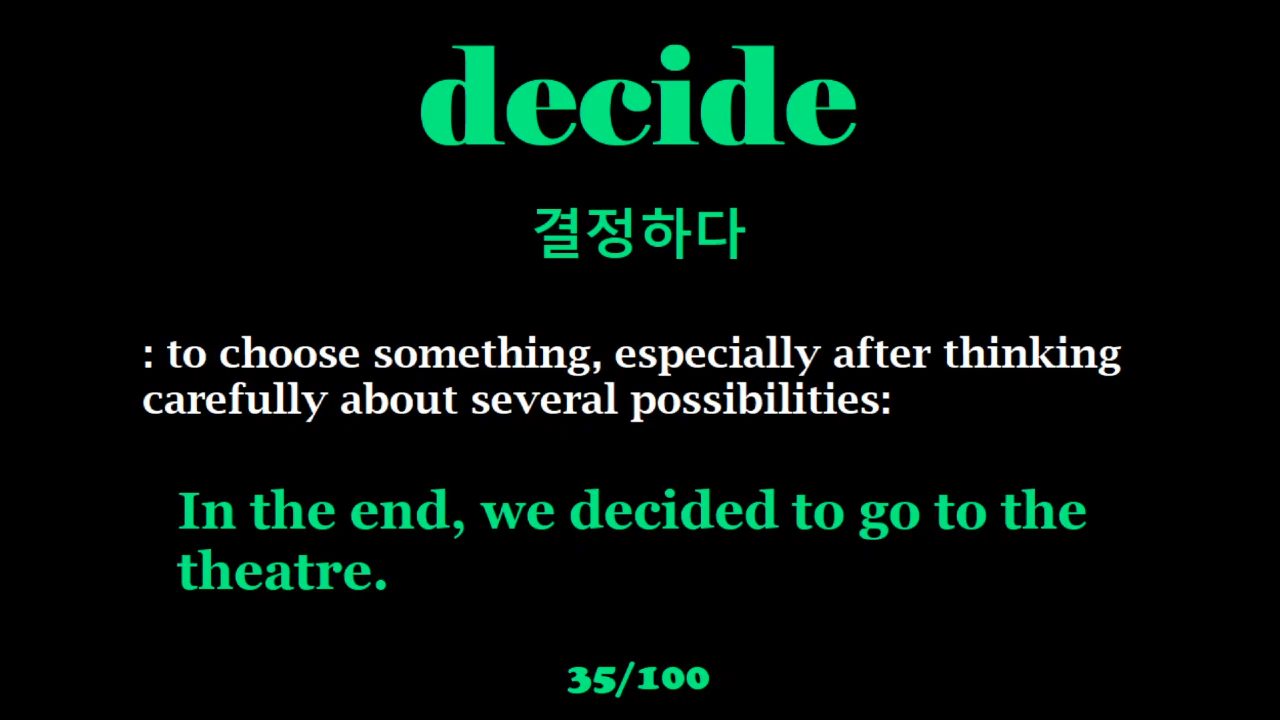 decide
결정하다
: to choose something, especially after thinking
carefully about several possibilities:
In the end, we decided to go to the
theatre.
35/100